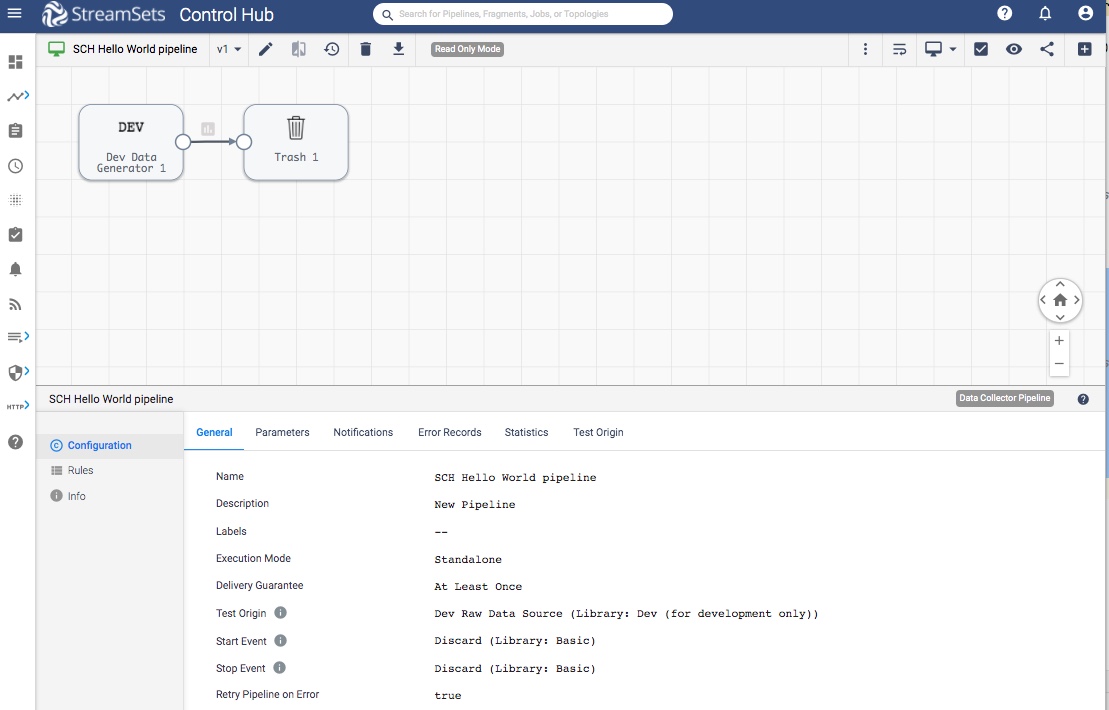 StreamSets Control Hub
Search for Pipelines, Fragments, Jobs, or Topologies
SCH Hello World pipeline v1 Read Only Mode
DEV
Dev Data
Generator 1
Trash 1
HTTP
SCH Hello World pipeline Data Collector Pipeline
Configuration
Rules
Info
General Parameters Notifications Error Records Statistics Test Origin
Name SCH Hello World pipeline
Description New Pipeline
Labels --
Execution Mode Standalone
Delivery Guarantee At Least Once
Test Origin Dev Raw Data Source (Library: Dev (for development only))
Start Event Discard (Library: Basic)
Stop Event Discard (Library: Basic)
Retry Pipeline on Error true